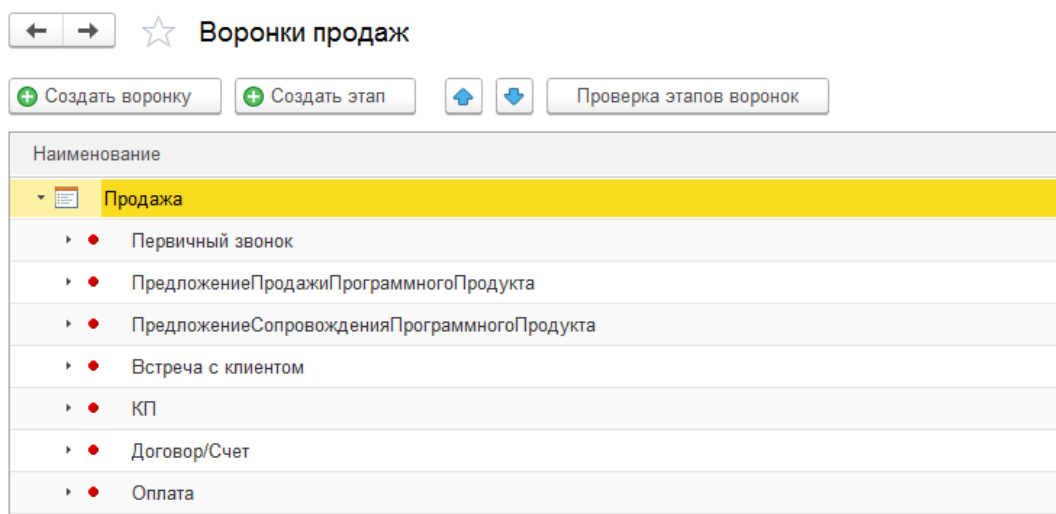 Воронки продаж
Создать воронку Создать этап Проверка этапов воронок
Наименование
Продажа
Первичный звонок
ПредложениеПродажиПрограммногоПродукта
ПредложениеСопровожденияПрограммногоПродукта
Встреча с клиентом
КП
Договор/Счет
Оплата